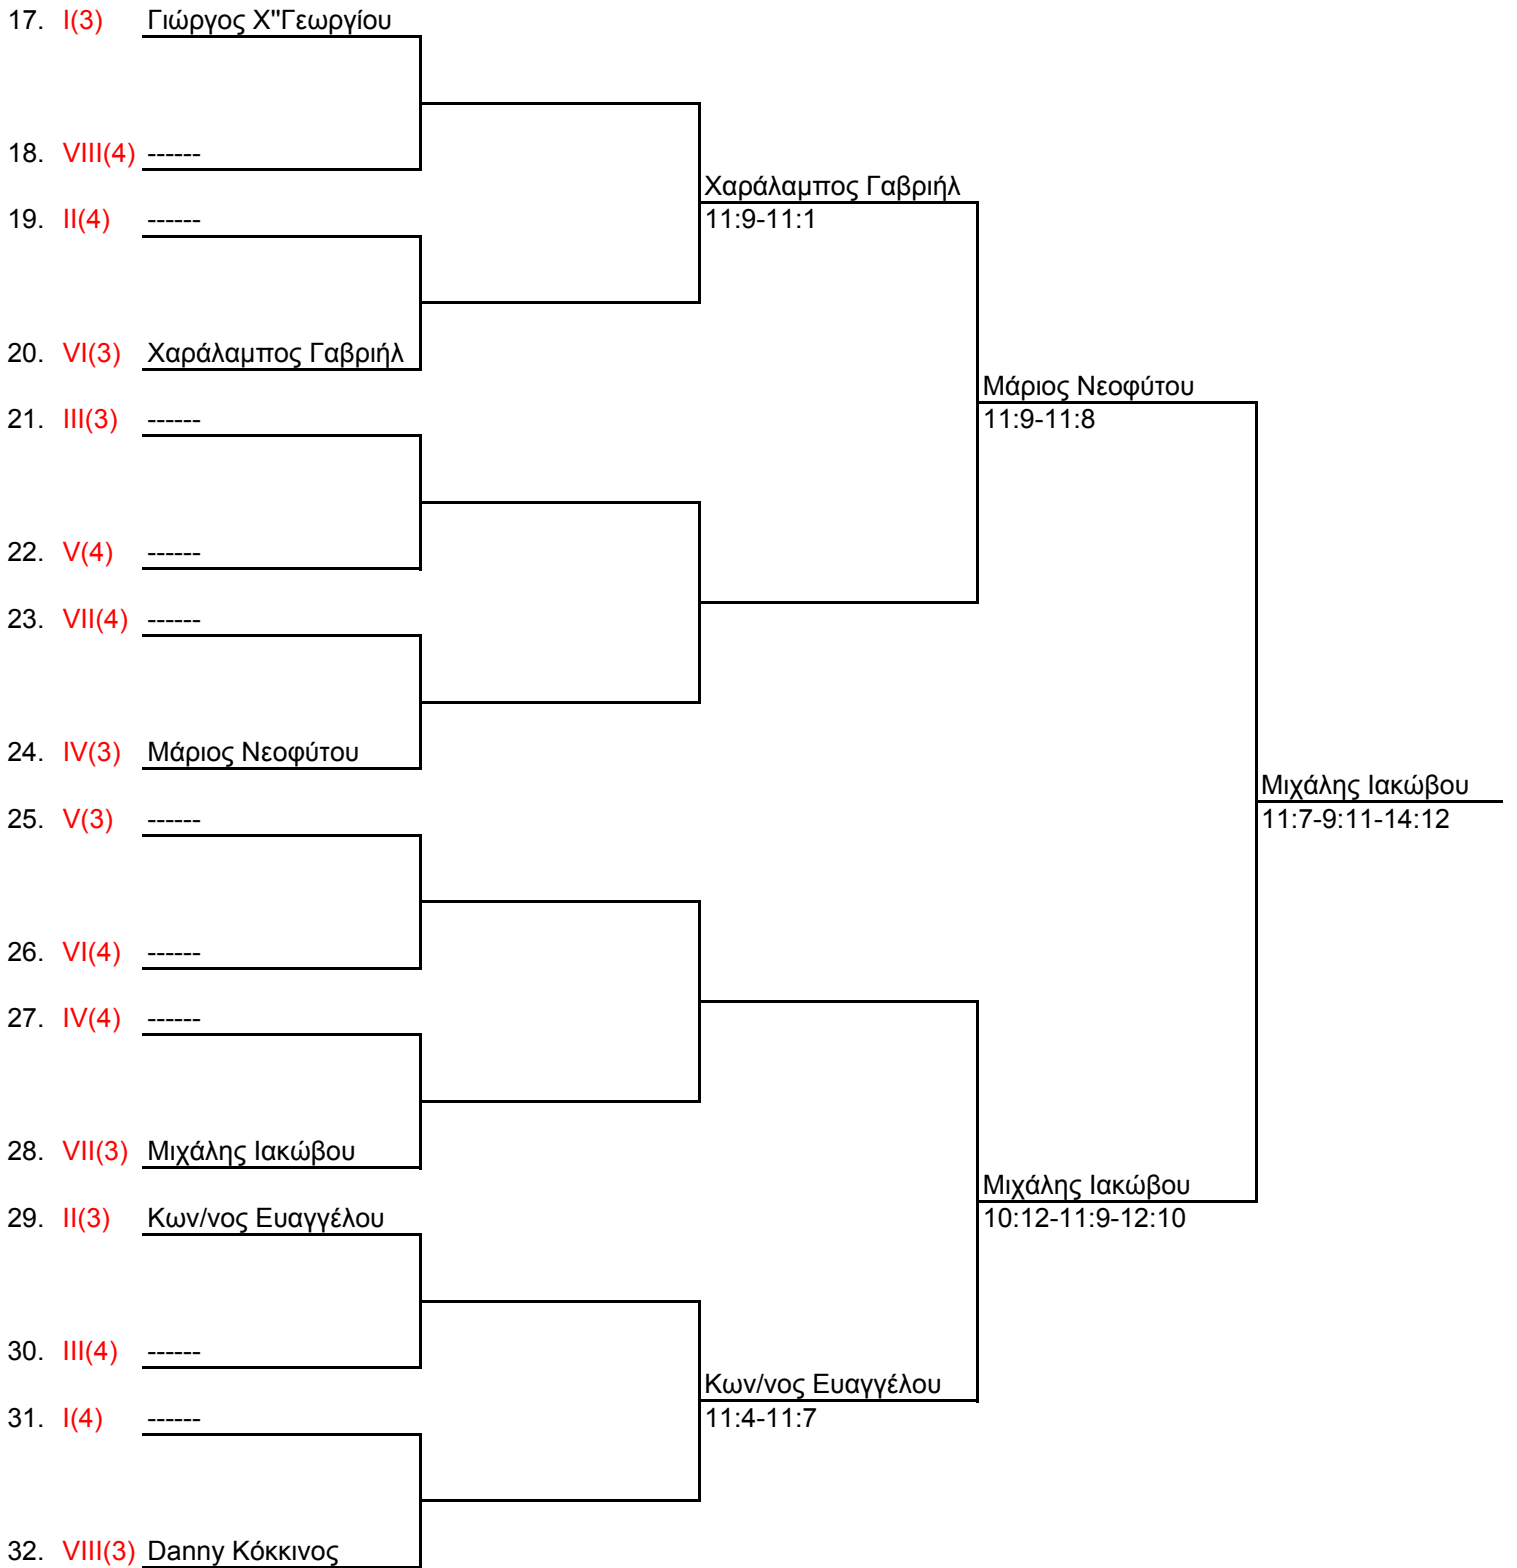 17. I(3) Γιώργος Χ"Γεωργίου
18. VIII(4) ------
Χαράλαμπος Γαβριήλ
19. II(4) ------ 11:9-11:1
20. VI(3) Χαράλαμπος Γαβριήλ
Μάριος Νεοφύτου
21. III(3) ------ 11:9-11:8
22. V(4) ------
23. VII(4) ------
24. IV(3) Μάριος Νεοφύτου
Μιχάλης Ιακώβου
25. V(3) ------ 11:7-9:11-14:12
26. VI(4) ------
27. IV(4) ------
28. VII(3) Μιχάλης Ιακώβου
Μιχάλης Ιακώβου
29. II(3) Κων/νος Ευαγγέλου 10:12-11:9-12:10
30. III(4) ------
Κων/νος Ευαγγέλου
31. I(4) ------ 11:4-11:7
32. VIII(3) Danny Κόκκινος